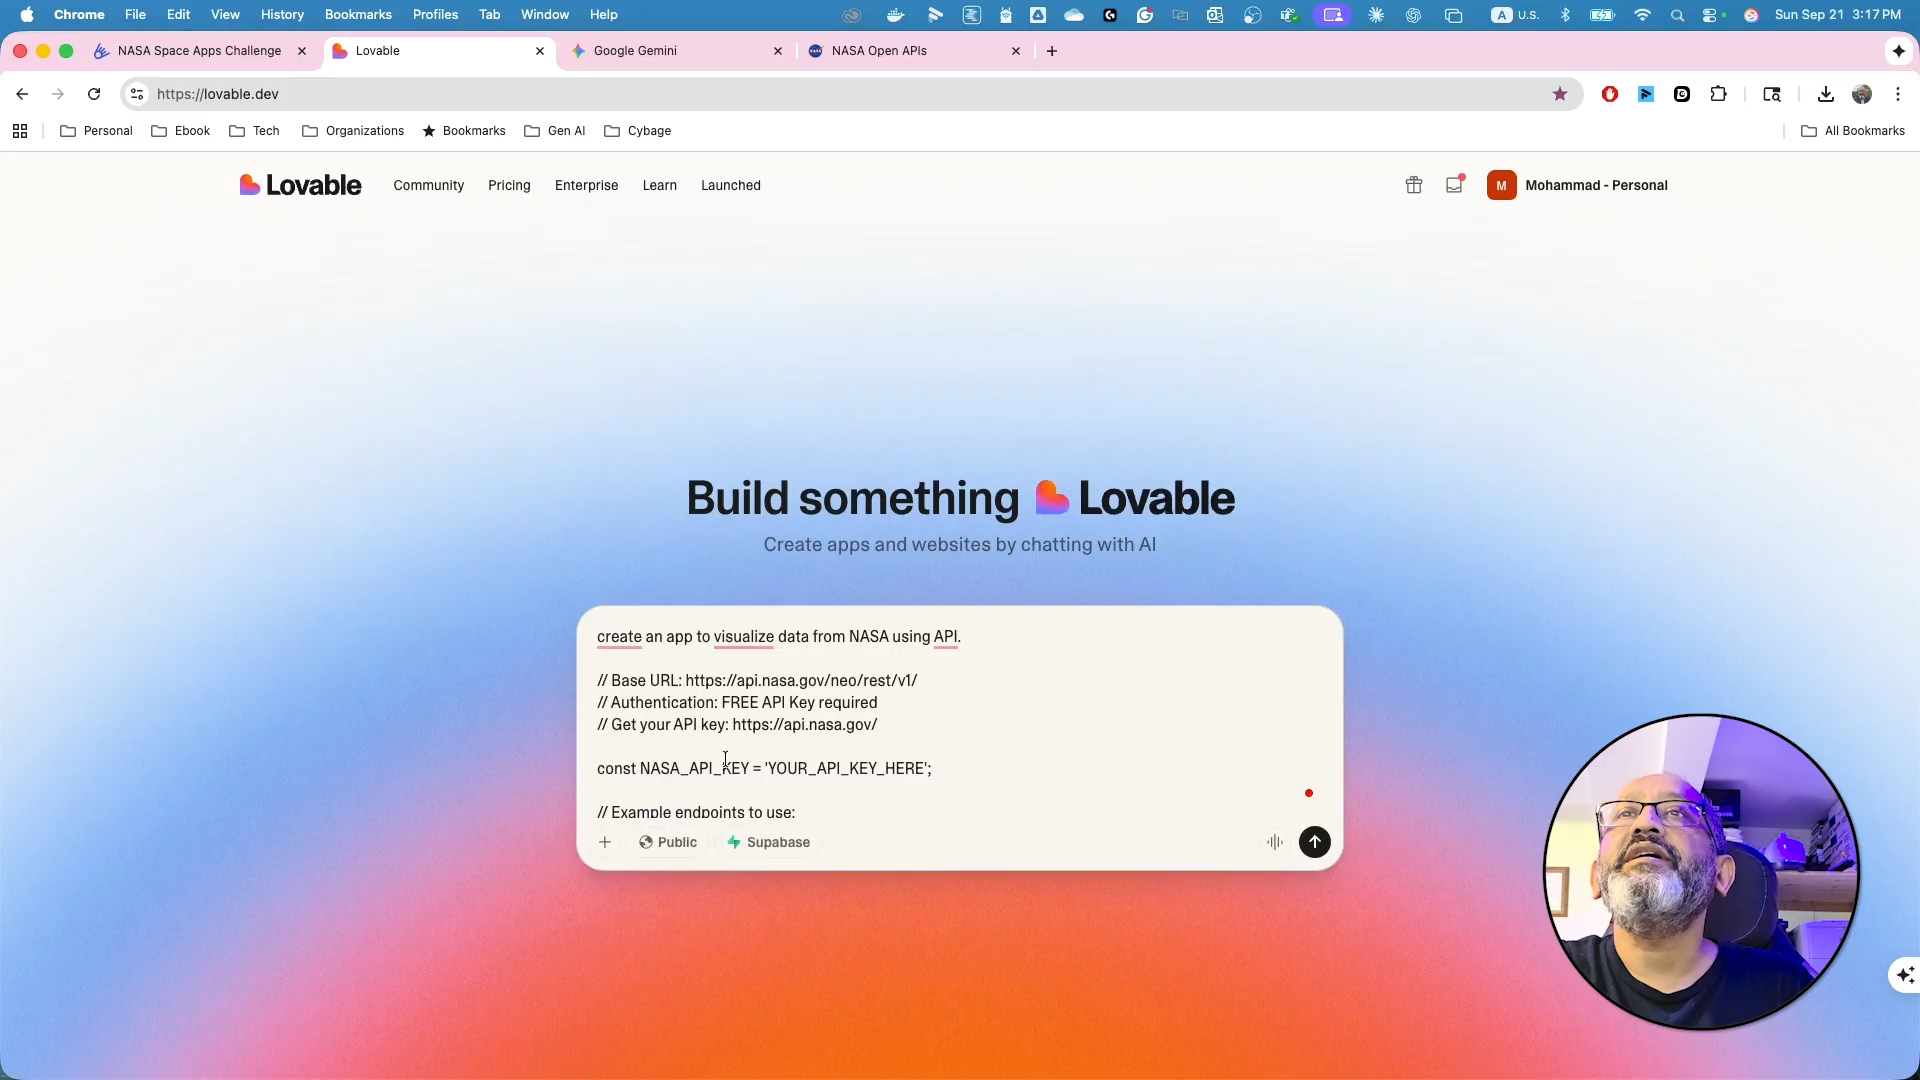 Chrome File Edit View History Bookmarks Profiles Tab Window Help A U.S. Sun Sep 21 3:17 PM
NASA Space Apps Challenge Lovable Google Gemini NASA Open APIs
https://lovable.dev
Personal Ebook Tech Organizations Bookmarks Gen AI Cybage All Bookmarks
Lovable Community Pricing Enterprise Learn Launched M Mohammad - Personal
Build something Lovable
Create apps and websites by chatting with AI
create an app to visualize data from NASA using API.
// Base URL: https://api.nasa.gov/neo/rest/v1/
// Authentication: FREE API Key required
// Get your API key: https://api.nasa.gov/
const NASA_API_KEY = 'YOUR_API_KEY_HERE';
// Example endpoints to use:
Public Supabase